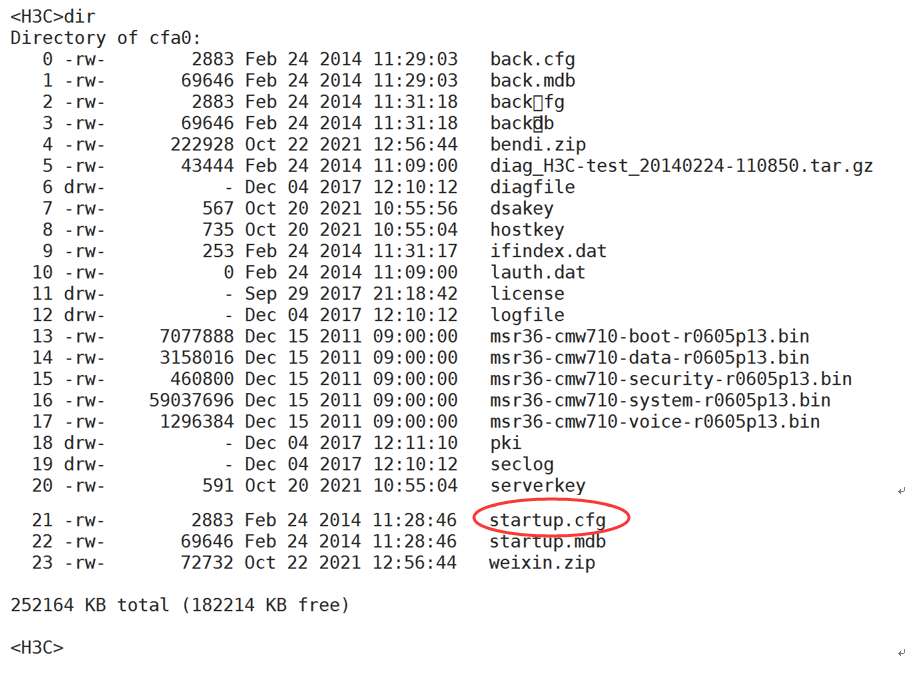 <H3C>dir
Directory of cfa0:
0 -rw- 2883 Feb 24 2014 11:29:03 back.cfg
1 -rw- 69646 Feb 24 2014 11:29:03 back.mdb
2 -rw- 2883 Feb 24 2014 11:31:18 back▯fg
3 -rw- 69646 Feb 24 2014 11:31:18
4 -rw- 222928 Oct 22 2021 12:56:44 bendi.zip
5 -rw- 43444 Feb 24 2014 11:09:00 diag_H3C-test_20140224-110850.tar.gz
6 drw- - Dec 04 2017 12:10:12 diagfile
7 -rw- 567 Oct 20 2021 10:55:56 dsakey
8 -rw- 735 Oct 20 2021 10:55:04 hostkey
9 -rw- 253 Feb 24 2014 11:31:17 ifindex.dat
10 -rw- 0 Feb 24 2014 11:09:00 lauth.dat
11 drw- - Sep 29 2017 21:18:42 license
12 drw- - Dec 04 2017 12:10:12 logfile
13 -rw- 7077888 Dec 15 2011 09:00:00 msr36-cmw710-boot-r0605p13.bin
14 -rw- 3158016 Dec 15 2011 09:00:00 msr36-cmw710-data-r0605p13.bin
15 -rw- 460800 Dec 15 2011 09:00:00 msr36-cmw710-security-r0605p13.bin
16 -rw- 59037696 Dec 15 2011 09:00:00 msr36-cmw710-system-r0605p13.bin
17 -rw- 1296384 Dec 15 2011 09:00:00 msr36-cmw710-voice-r0605p13.bin
18 drw- - Dec 04 2017 12:11:10 pki
19 drw- - Dec 04 2017 12:10:12 seclog
20 -rw- 591 Oct 20 2021 10:55:04 serverkey
21 -rw- 2883 Feb 24 2014 11:28:46 startup.cfg
22 -rw- 69646 Feb 24 2014 11:28:46 startup.mdb
23 -rw- 72732 Oct 22 2021 12:56:44 weixin.zip
252164 KB total (182214 KB free)
<H3C>